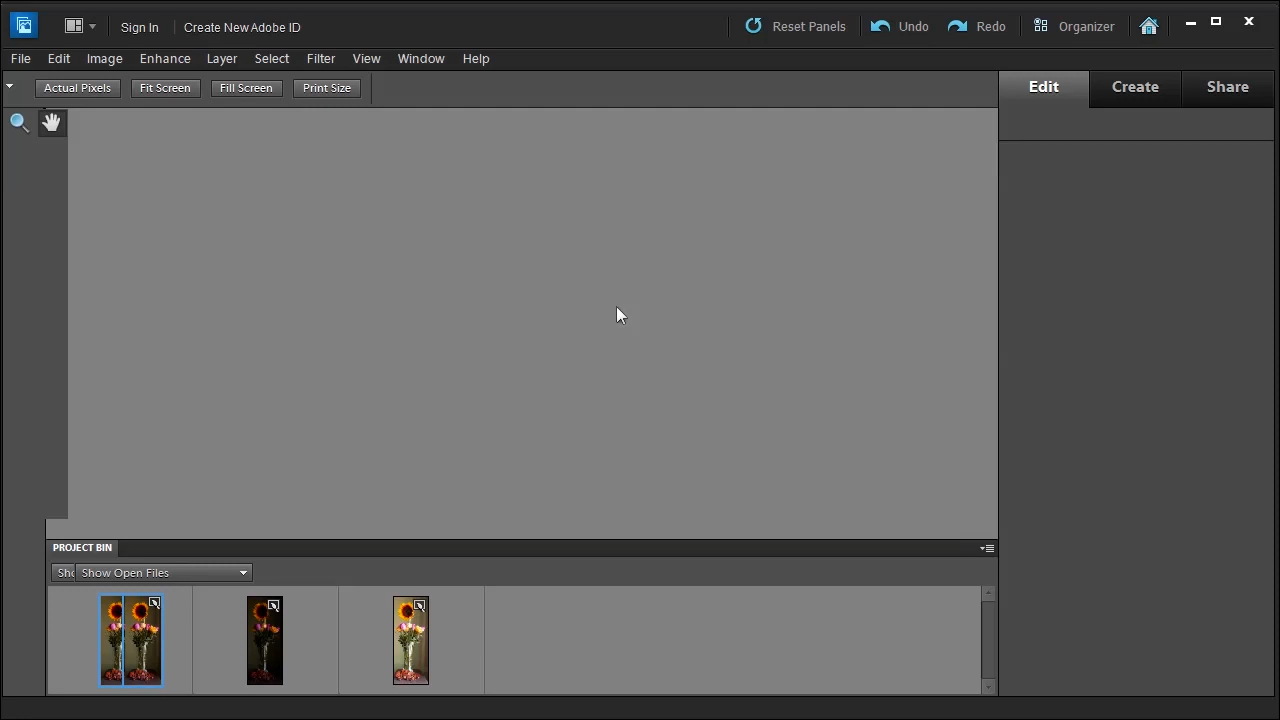 Sign In Create New Adobe ID Reset Panels Undo Redo Organizer
File Edit Image Enhance Layer Select Filter View Window Help
Actual Pixels Fit Screen Fill Screen Print Size Edit Create Share
PROJECT BIN
Sho Show Open Files